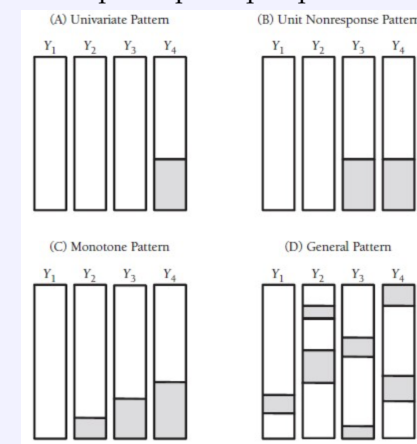 (A) Univariate Pattern
Y₁ Y₂ Y₃ Y₄
(B) Unit Nonresponse Pattern
Y₁ Y₂ Y₃ Y₄
(C) Monotone Pattern
Y₁ Y₂ Y₃ Y₄
(D) General Pattern
Y₁ Y₂ Y₃ Y₄